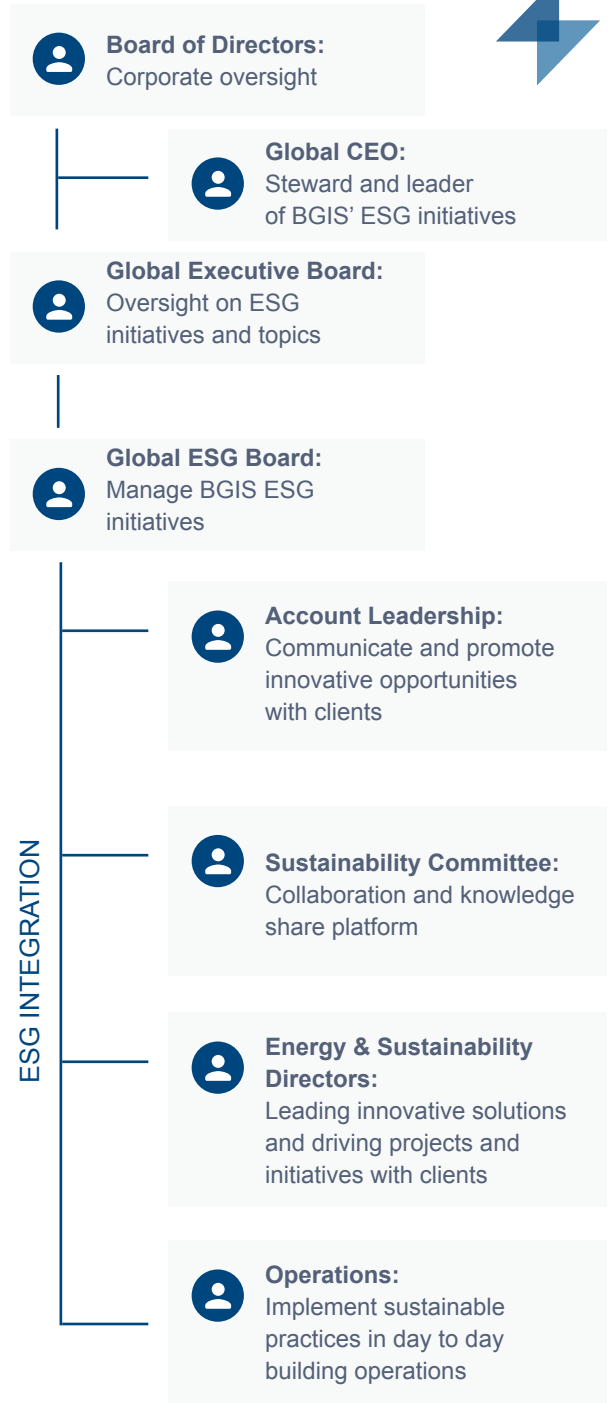 Board of Directors:
Corporate oversight
Global CEO:
Steward and leader
of BGIS’ ESG initiatives
Global Executive Board:
Oversight on ESG
initiatives and topics
Global ESG Board:
Manage BGIS ESG
initiatives
ESG INTEGRATION
Account Leadership:
Communicate and promote
innovative opportunities
with clients
Sustainability Committee:
Collaboration and knowledge
share platform
Energy & Sustainability
Directors:
Leading innovative solutions
and driving projects and
initiatives with clients
Operations:
Implement sustainable
practices in day to day
building operations